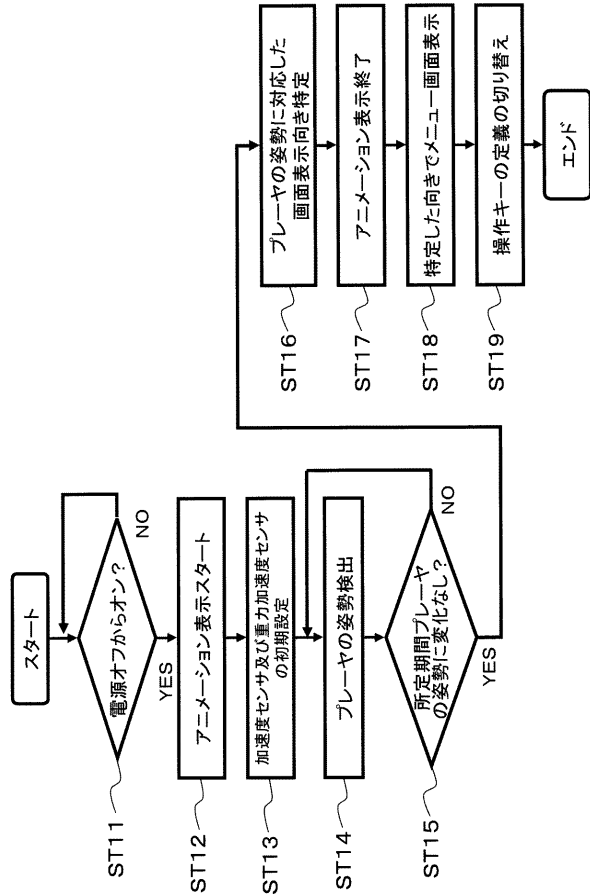 スタート
電源オフからオン？
NO
YES
ST11
アニメーション表示スタート
ST12
加速度センサ及び重力加速度センサ
の初期設定
ST13
プレーヤの姿勢検出
ST14
所定期間プレーヤ
の姿勢に変化なし？
NO
YES
ST15
プレーヤの姿勢に対応した
画面表示向き特定
ST16
アニメーション表示終了
ST17
特定した向きでメニュー画面表示
ST18
操作キーの定義の切り替え
ST19
エンド